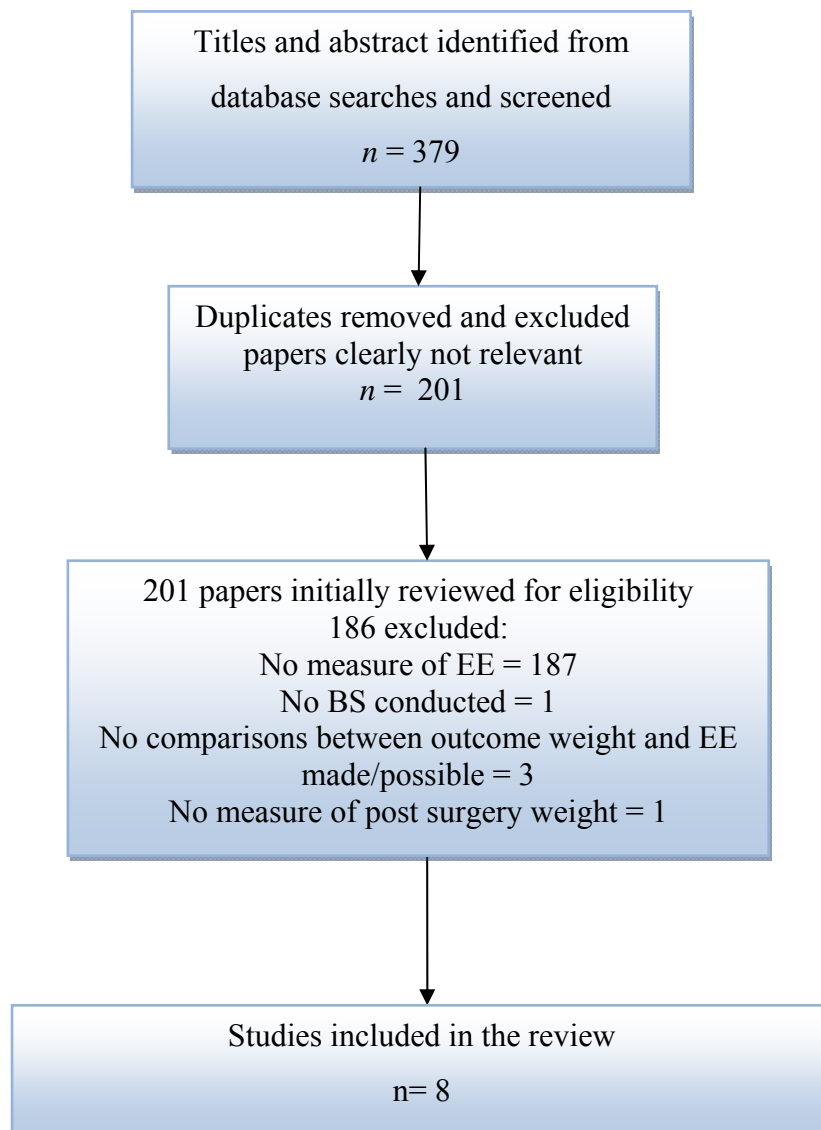 Titles and abstract identified from
database searches and screened
n = 379
Duplicates removed and excluded
papers clearly not relevant
n = 201
201 papers initially reviewed for eligibility
186 excluded:
No measure of EE = 187
No BS conducted = 1
No comparisons between outcome weight and EE
made/possible = 3
No measure of post surgery weight = 1
Studies included in the review
n= 8